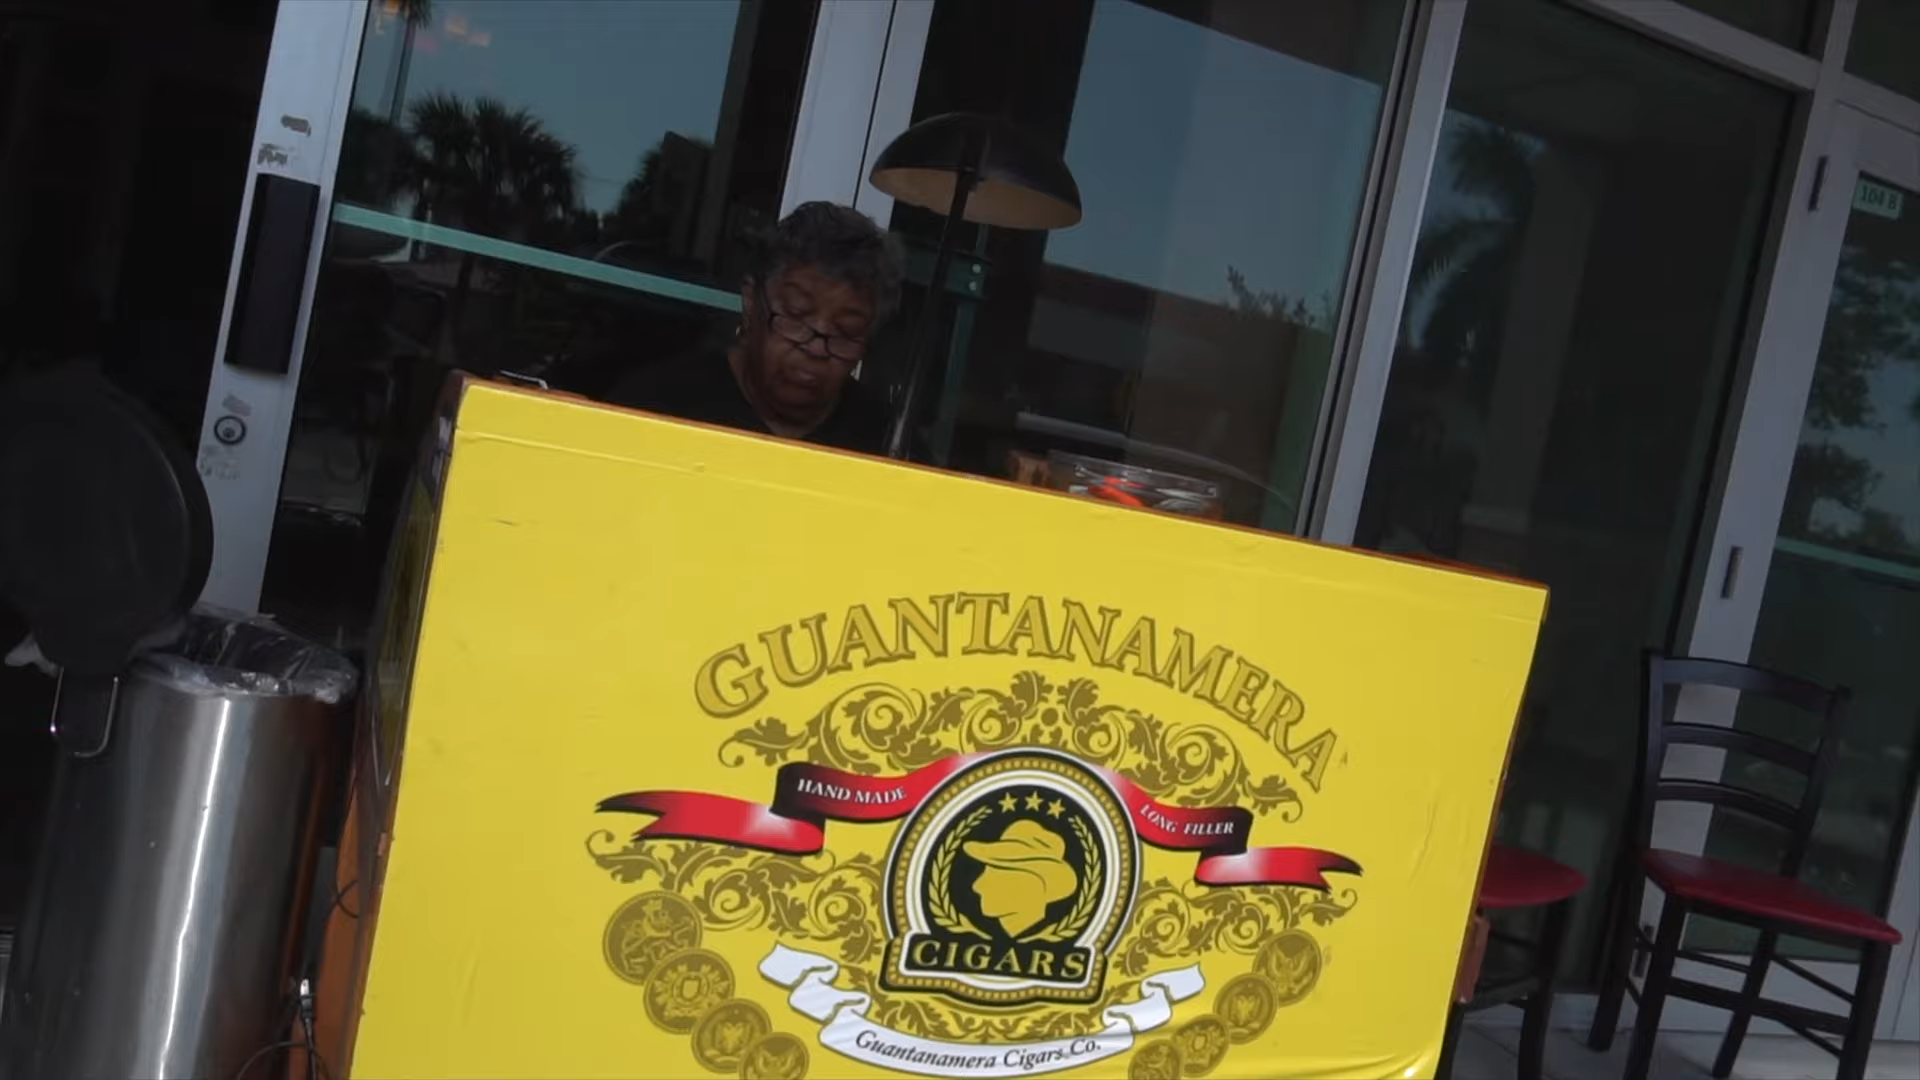 104 B
GUANTANAMERA
HAND MADE
LONG FILLER
CIGARS
Guantanamera Cigars Co.